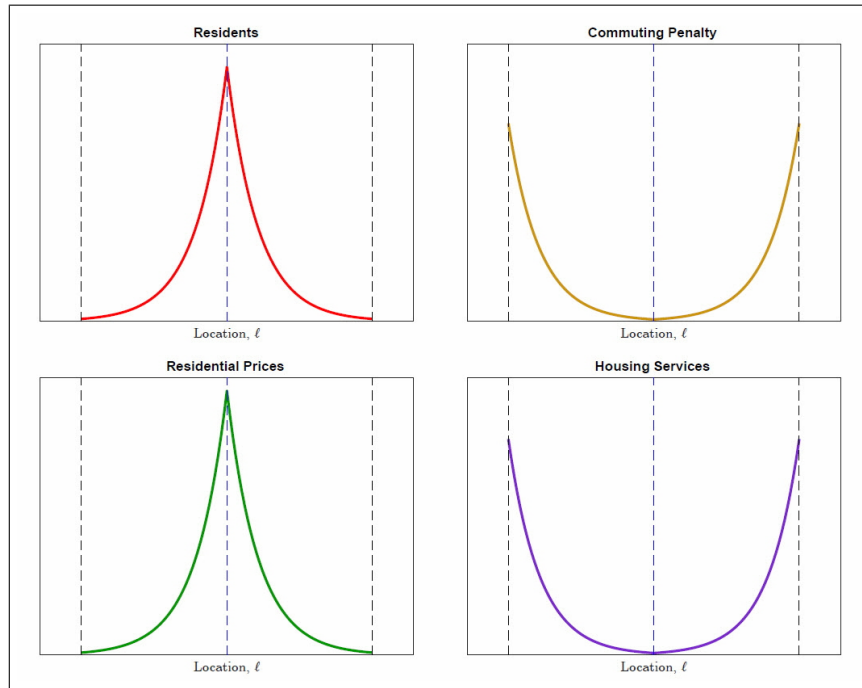 Residents
Commuting Penalty
Location, ℓ
Location, ℓ
Residential Prices
Housing Services
Location, ℓ
Location, ℓ